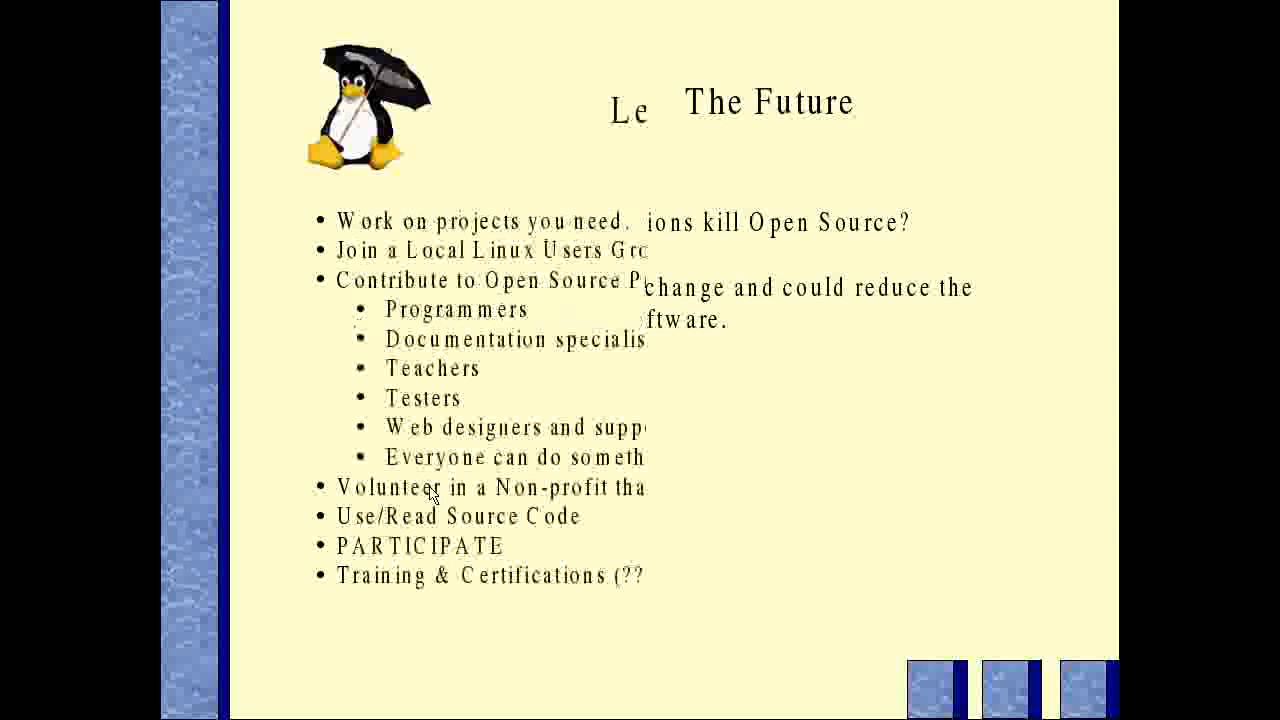 Le The Future
Work on projects you need. ions kill Open Source?
Join a Local Linux Users Gro
Contribute to Open Source P change and could reduce the
Programmers ftware.
Documentation specialis
Teachers
Testers
Web designers and supp
Everyone can do someth
Volunteer in a Non-profit tha
Use/Read Source Code
PARTICIPATE
Training & Certifications (??